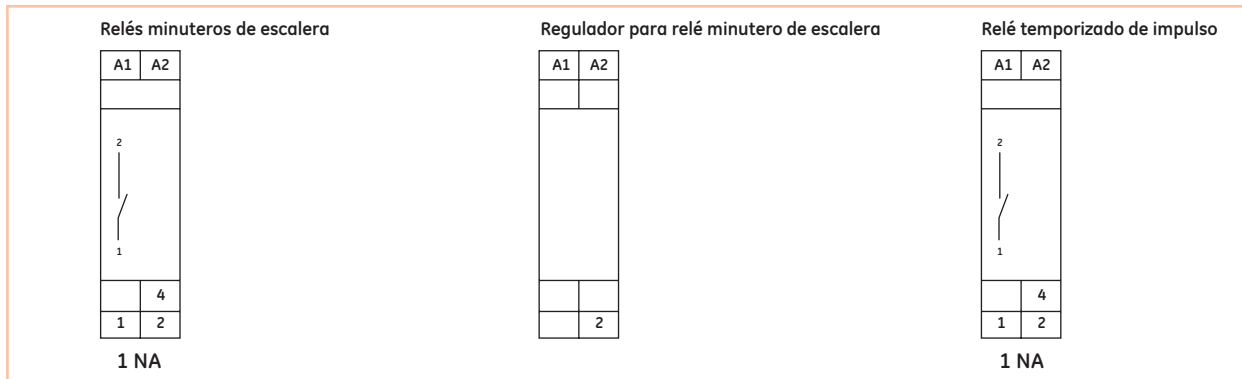 Relés minuteros de escalera
A1 A2
2
1
4
1 2
1 NA
Regulador para relé minutero de escalera
A1 A2
2
Relé temporizado de impulso
A1 A2
2
1
4
1 2
1 NA